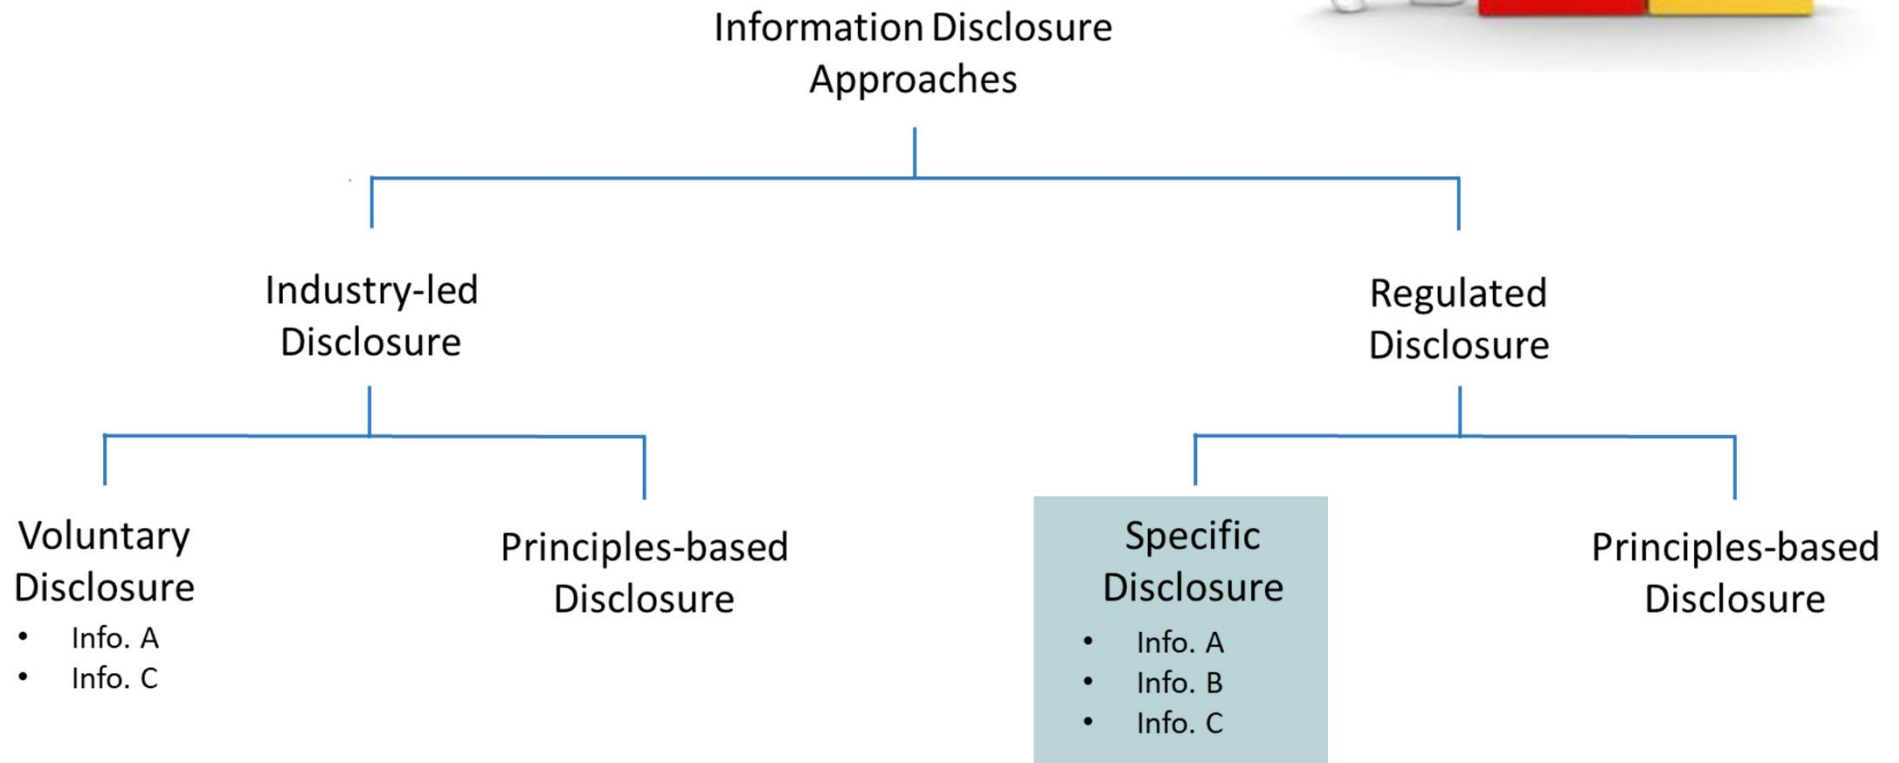 Information Disclosure
Approaches
Industry-led
Disclosure
Regulated
Disclosure
Voluntary
Disclosure
• Info. A
• Info. C
Principles-based
Disclosure
Specific
Disclosure
• Info. A
• Info. B
• Info. C
Principles-based
Disclosure